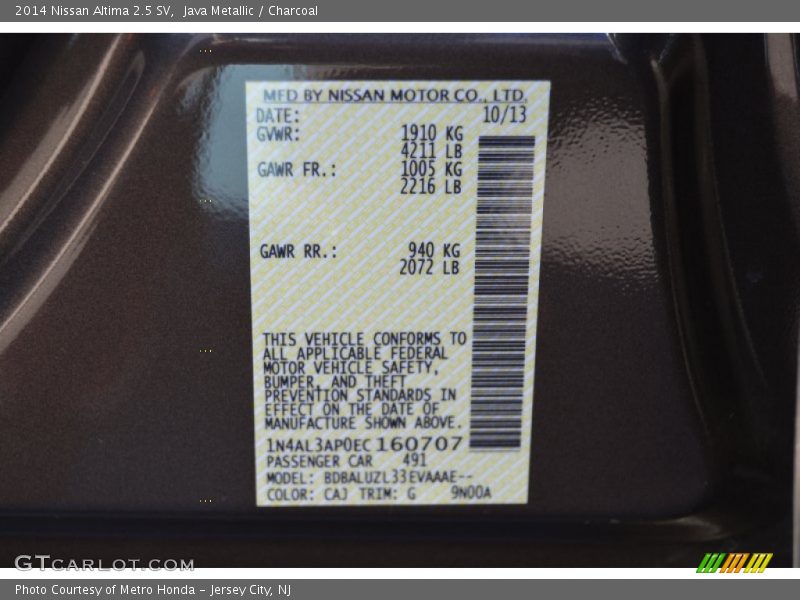 2014 Nissan Altima 2.5 SV, Java Metallic / Charcoal
MFD BY NISSAN MOTOR CO., LTD.
DATE: 10/13
GVWR: 1910 KG
4211 LB
GAWR FR.: 1005 KG
2216 LB
GAWR RR.: 940 KG
2072 LB
THIS VEHICLE CONFORMS TO
ALL APPLICABLE FEDERAL
MOTOR VEHICLE SAFETY,
BUMPER, AND THEFT
PREVENTION STANDARDS IN
EFFECT ON THE DATE OF
MANUFACTURE SHOWN ABOVE.
1N4AL3AP0EC160707
PASSENGER CAR 491
MODEL: BDBALUZL33EVAAAE--
COLOR: CAJ TRIM: G 9N00A
GTCARLOT.COM
Photo Courtesy of Metro Honda - Jersey City, NJ